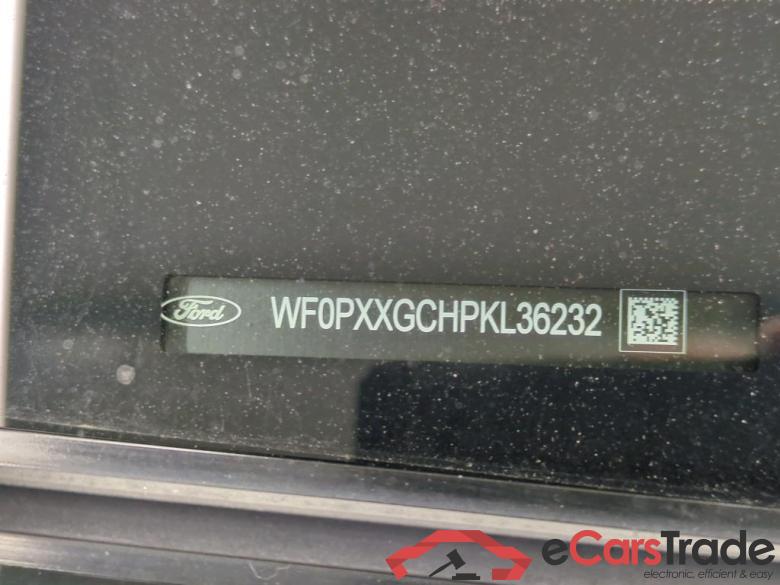 Ford WF0PXXGCHPKL36232
eCarsTrade
electronic, efficient & easy